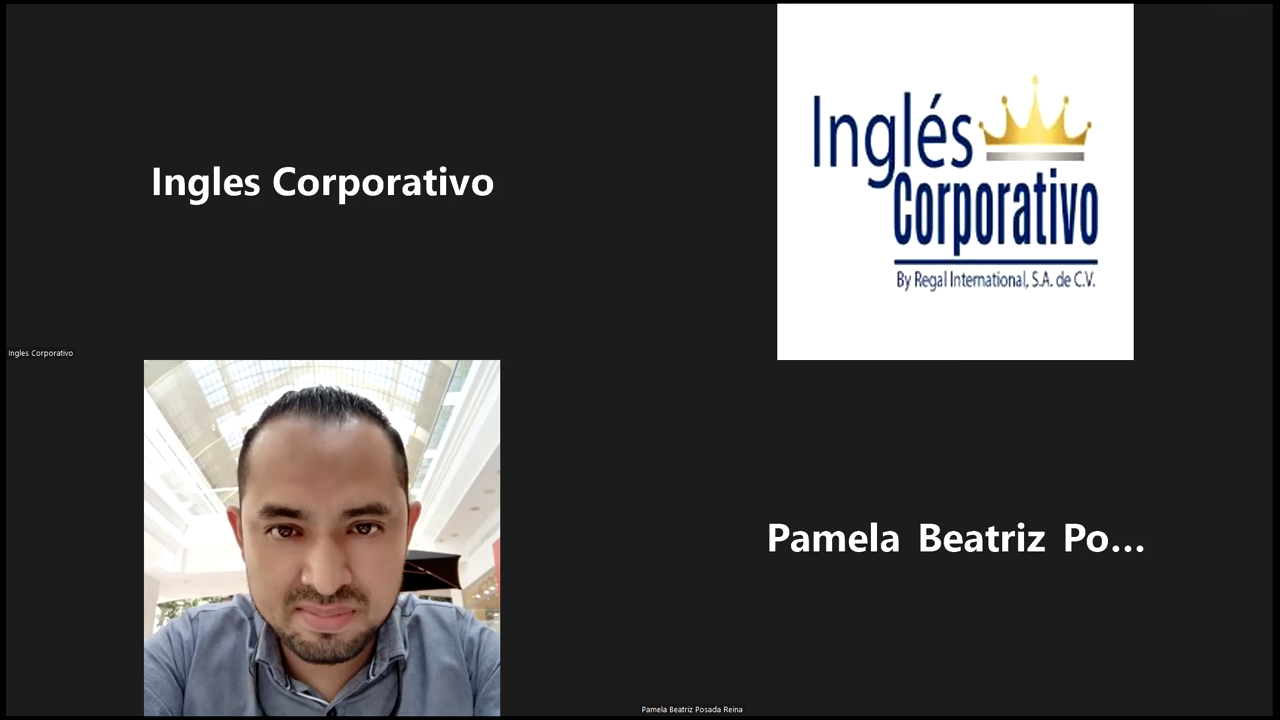 Ingles Corporativo
Inglés
Corporativo
By Regal International, S.A. de C.V.
Ingles Corporativo
Pamela Beatriz Po...
Pamela Beatriz Posada Reina